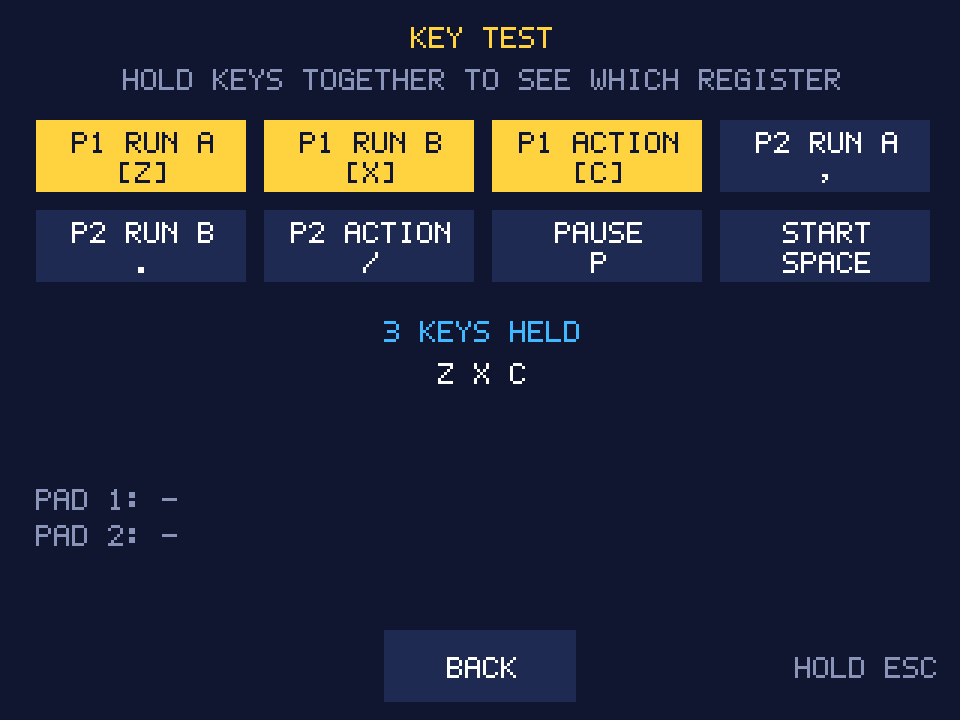 KEY TEST
HOLD KEYS TOGETHER TO SEE WHICH REGISTER
P1 RUN A
[Z]
P1 RUN B
[X]
P1 ACTION
[C]
P2 RUN A
,
P2 RUN B
.
P2 ACTION
/
PAUSE
P
START
SPACE
3 KEYS HELD
Z X C
PAD 1: -
PAD 2: -
BACK
HOLD ESC